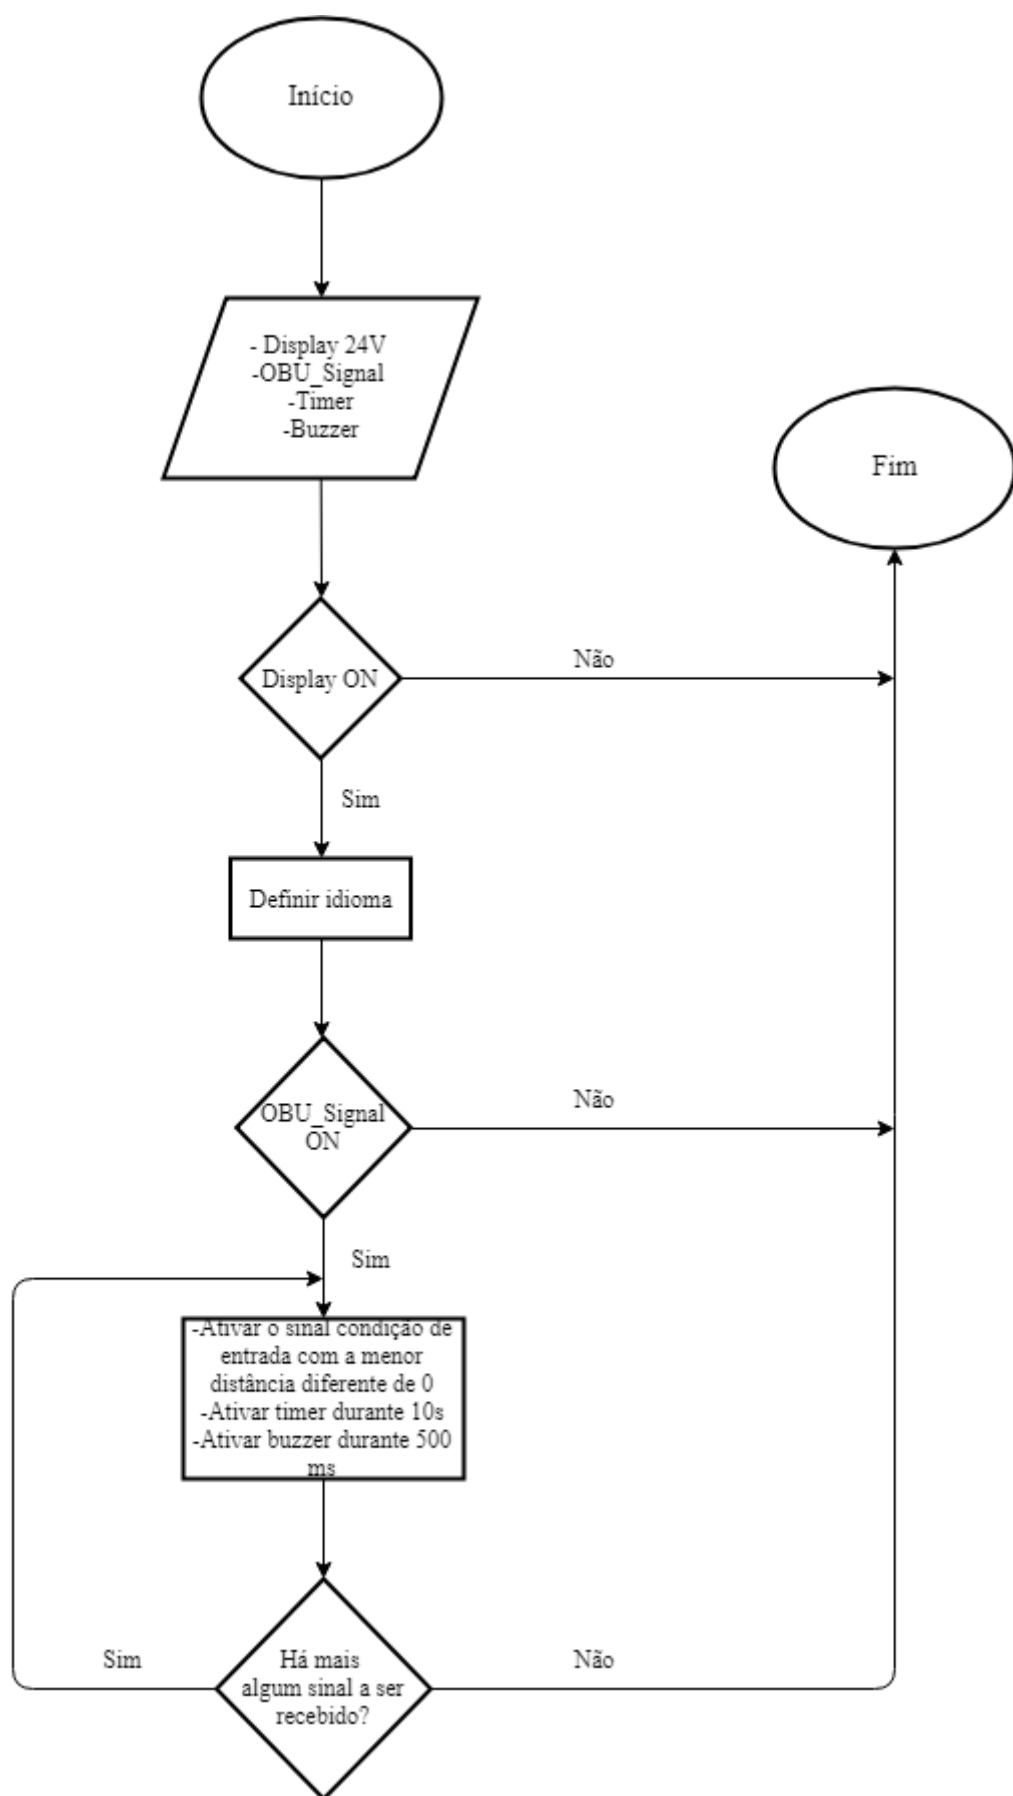 Início
- Display 24V
-OBU_Signal
-Timer
-Buzzer
Fim
Display ON
Não
Sim
Definir idioma
OBU_Signal
ON
Não
Sim
-Ativar o sinal condição de
entrada com a menor
distância diferente de 0
-Ativar timer durante 10s
-Ativar buzzer durante 500
ms
Sim
Há mais
algum sinal a ser
recebido?
Não